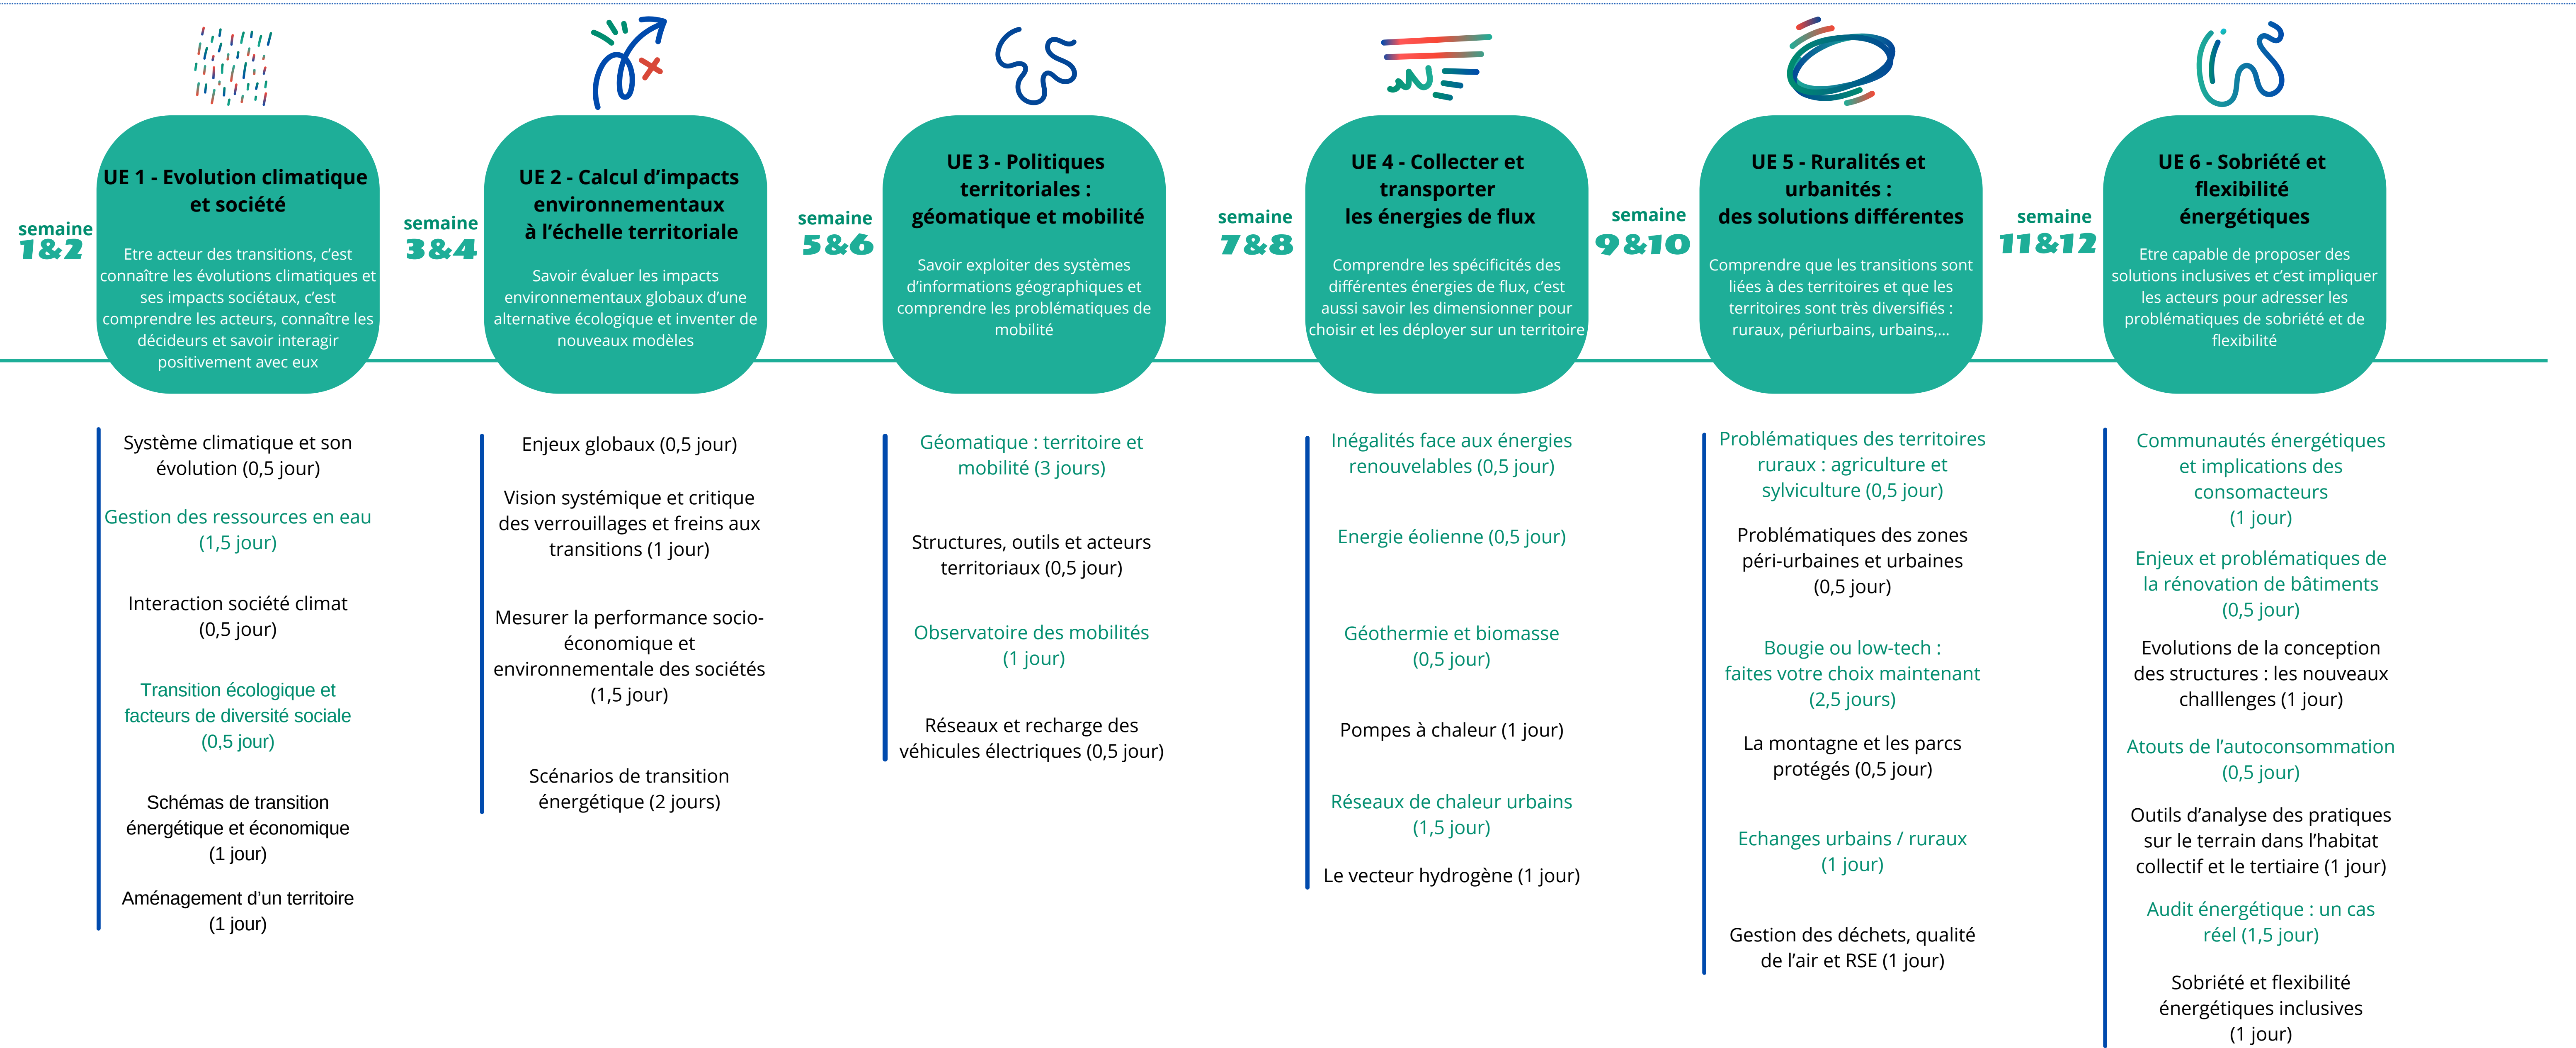 semaine
1&2
UE 1 - Evolution climatique
et société
Etre acteur des transitions, c’est
connaître les évolutions climatiques et
ses impacts sociétaux, c’est
comprendre les acteurs, connaître les
décideurs et savoir interagir
positivement avec eux
Système climatique et son
évolution (0,5 jour)
Gestion des ressources en eau
(1,5 jour)
Interaction société climat
(0,5 jour)
Transition écologique et
facteurs de diversité sociale
(0,5 jour)
Schémas de transition
énergétique et économique
(1 jour)
Aménagement d’un territoire
(1 jour)
semaine
3&4
UE 2 - Calcul d’impacts
environnementaux
à l’échelle territoriale
Savoir évaluer les impacts
environnementaux globaux d’une
alternative écologique et inventer de
nouveaux modèles
Enjeux globaux (0,5 jour)
Vision systémique et critique
des verrouillages et freins aux
transitions (1 jour)
Mesurer la performance socio-
économique et
environnementale des sociétés
(1,5 jour)
Scénarios de transition
énergétique (2 jours)
semaine
5&6
UE 3 - Politiques
territoriales :
géomatique et mobilité
Savoir exploiter des systèmes
d’informations géographiques et
comprendre les problématiques de
mobilité
Géomatique : territoire et
mobilité (3 jours)
Structures, outils et acteurs
territoriaux (0,5 jour)
Observatoire des mobilités
(1 jour)
Réseaux et recharge des
véhicules électriques (0,5 jour)
semaine
7&8
UE 4 - Collecter et
transporter
les énergies de flux
Comprendre les spécificités des
différentes énergies de flux, c’est
aussi savoir les dimensionner pour
choisir et les déployer sur un territoire
Inégalités face aux énergies
renouvelables (0,5 jour)
Energie éolienne (0,5 jour)
Géothermie et biomasse
(0,5 jour)
Pompes à chaleur (1 jour)
Réseaux de chaleur urbains
(1,5 jour)
Le vecteur hydrogène (1 jour)
semaine
9&10
UE 5 - Ruralités et
urbanités :
des solutions différentes
Comprendre que les transitions sont
liées à des territoires et que les
territoires sont très diversifiés :
ruraux, périurbains, urbains,...
Problématiques des territoires
ruraux : agriculture et
sylviculture (0,5 jour)
Problématiques des zones
péri-urbaines et urbaines
(0,5 jour)
Bougie ou low-tech :
faites votre choix maintenant
(2,5 jours)
La montagne et les parcs
protégés (0,5 jour)
Echanges urbains / ruraux
(1 jour)
Gestion des déchets, qualité
de l’air et RSE (1 jour)
semaine
11&12
UE 6 - Sobriété et
flexibilité
énergétiques
Etre capable de proposer des
solutions inclusives et c’est impliquer
les acteurs pour adresser les
problématiques de sobriété et de
flexibilité
Communautés énergétiques
et implications des
consomacteurs
(1 jour)
Enjeux et problématiques de
la rénovation de bâtiments
(0,5 jour)
Evolutions de la conception
des structures : les nouveaux
challlenges (1 jour)
Atouts de l’autoconsommation
(0,5 jour)
Outils d’analyse des pratiques
sur le terrain dans l’habitat
collectif et le tertiaire (1 jour)
Audit énergétique : un cas
réel (1,5 jour)
Sobriété et flexibilité
énergétiques inclusives
(1 jour)